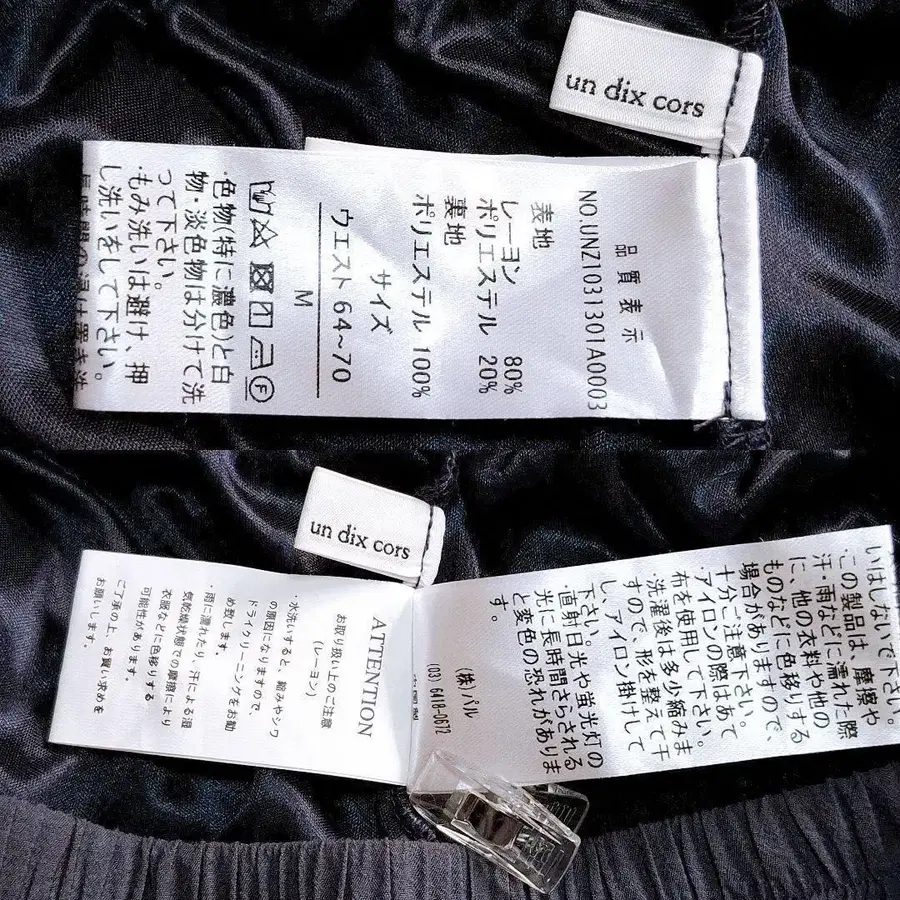 un dix cors
品質表示
NO.UNZ1031301A0003
表地
レーヨン 80%
ポリエステル 20%
裏地
ポリエステル 100%
サイズ
ウエスト 64~70
M
F
・色物(特に濃色)と白
物・淡色物は分けて洗
って下さい。
・もみ洗いは避け、押
し洗いをして下さい。
un dix cors
ATTENTION
お取り扱い上のご注意
(レーヨン)
・水洗いすると、縮みやシワ
の原因になりますので、
ドライクリーニングをお勧
め致します。
・雨に濡れたり、汗による湿
気乾燥状態での摩擦により
衣服などに色移りする
可能性があります。
ご了承の上、お買い求めを
お願いします。
いはしないで下さい。
・この製品は、摩擦や
汗・雨などに濡れた際
に、他の衣料や他の
ものなどに色移りする
場合がありますので、
十分ご注意下さい。
・アイロンの際はあて
布を使用して下さい。
・洗濯後は多少縮みま
すので、形を整えて干
し、アイロン掛けして
下さい。
・直射日光や蛍光灯の
光に長時間さらされる
と変色の恐れがありま
す。
(株)パル
(03) 6418-0672